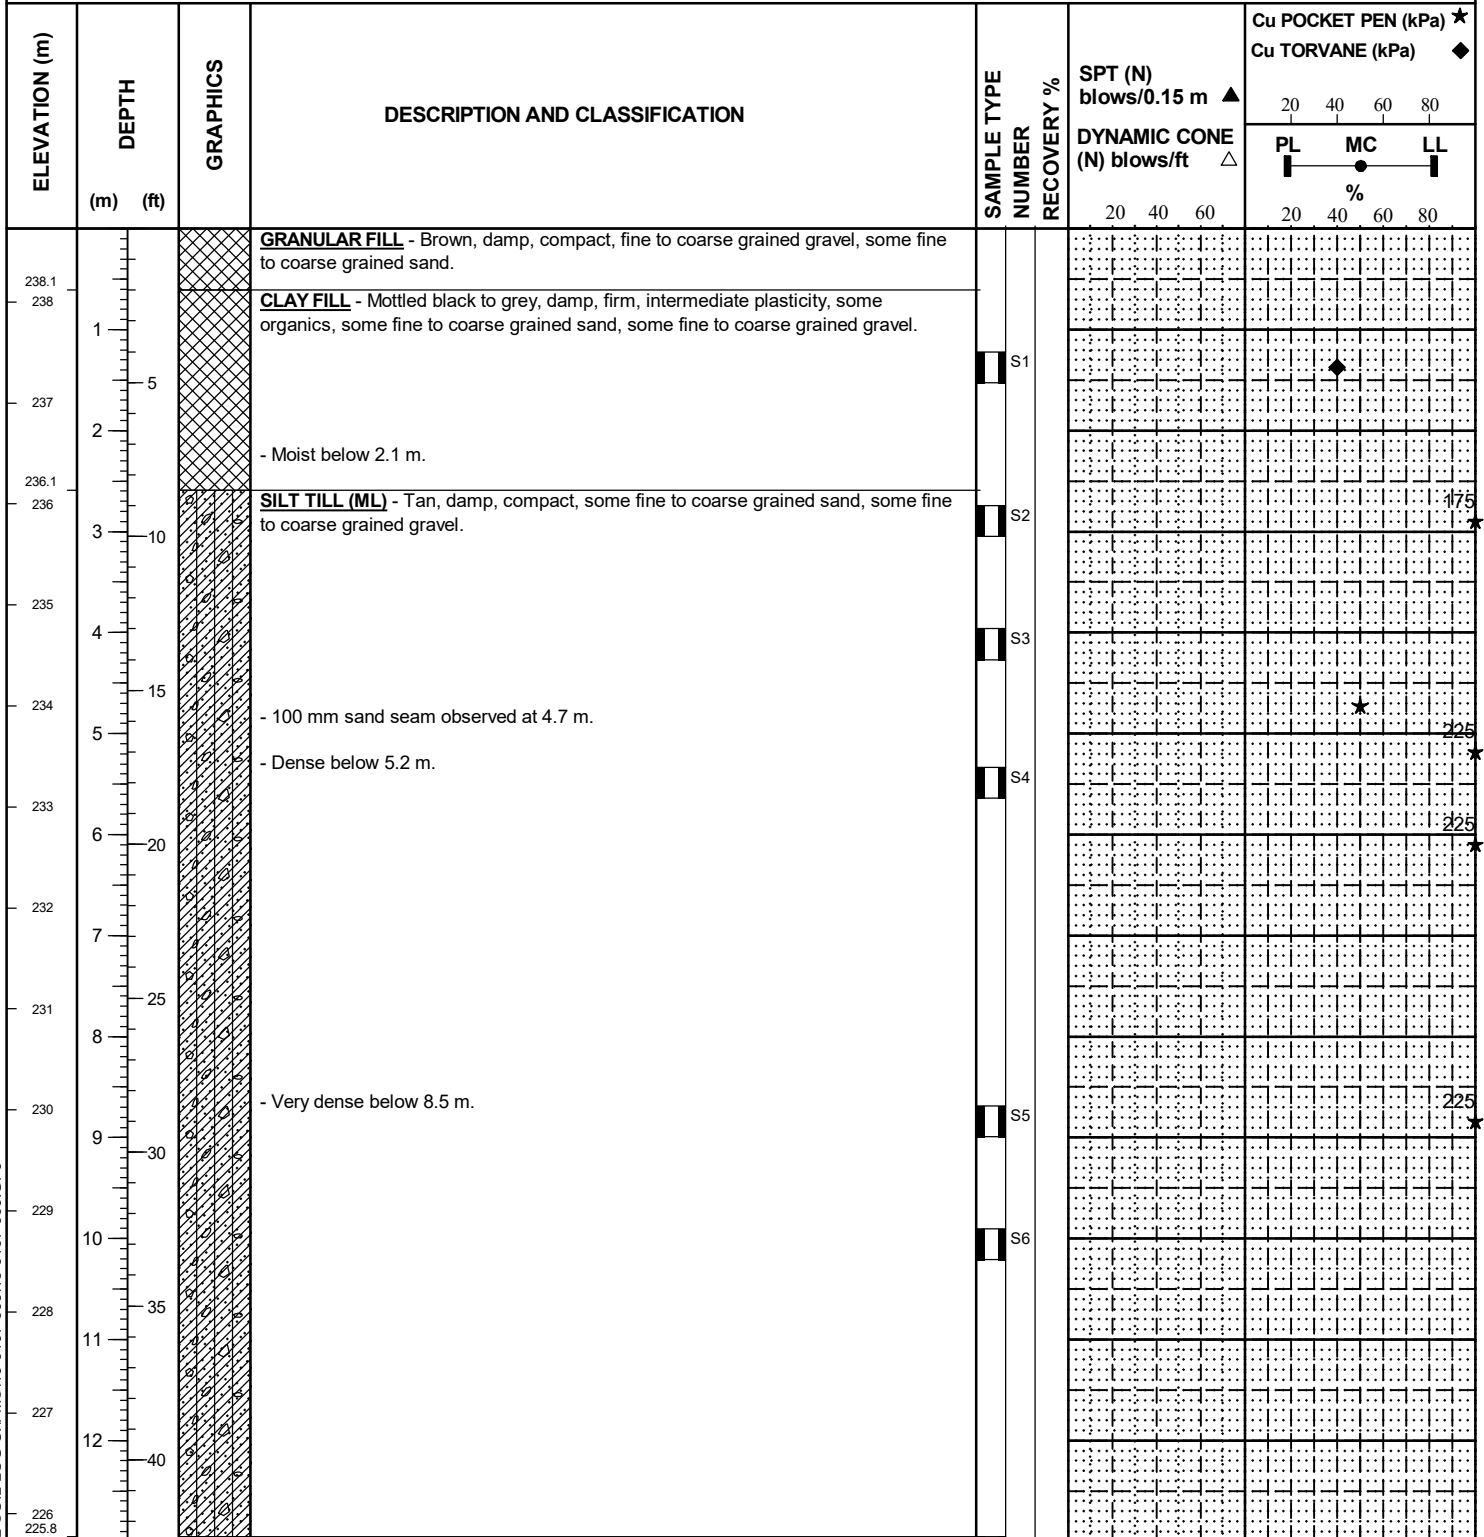 ELEVATION (m)
DEPTH
(m) (ft)
GRAPHICS
DESCRIPTION AND CLASSIFICATION
SAMPLE TYPE
NUMBER
RECOVERY %
SPT (N)
blows/0.15 m ▲
DYNAMIC CONE
(N) blows/ft △
20 40 60
Cu POCKET PEN (kPa) ★
Cu TORVANE (kPa) ◆
20 40 60 80
PL MC LL
%
20 40 60 80
GRANULAR FILL - Brown, damp, compact, fine to coarse grained gravel, some fine
to coarse grained sand.
238.1
238
CLAY FILL - Mottled black to grey, damp, firm, intermediate plasticity, some
organics, some fine to coarse grained sand, some fine to coarse grained gravel.
1
S1
5
237
2
- Moist below 2.1 m.
236.1
236
SILT TILL (ML) - Tan, damp, compact, some fine to coarse grained sand, some fine
to coarse grained gravel.
175
S2
3
10
235
4
S3
15
234
- 100 mm sand seam observed at 4.7 m.
5
225
- Dense below 5.2 m.
S4
233
6
225
20
232
7
25
231
8
- Very dense below 8.5 m.
230
225
S5
9
30
229
10
S6
35
228
11
227
12
40
226
225.8